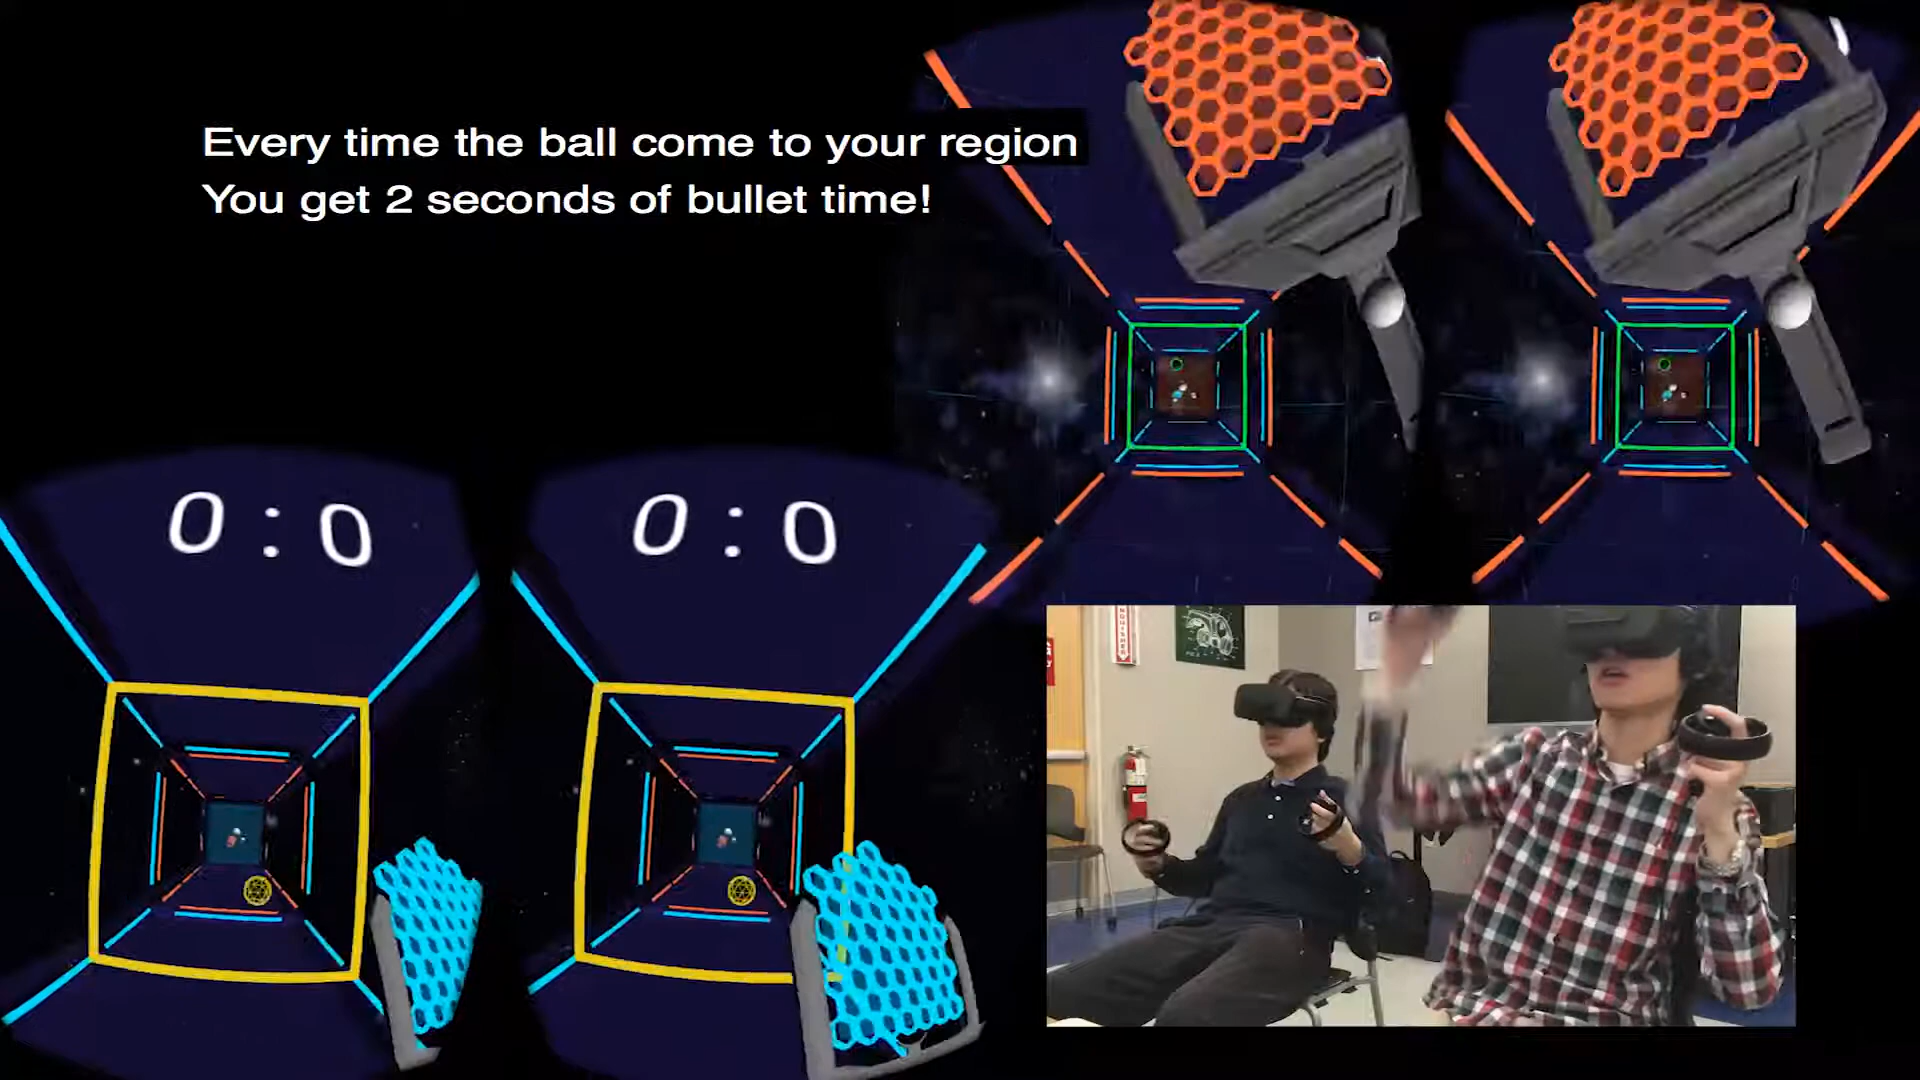 Every time the ball come to your region
You get 2 seconds of bullet time!
0 : 0
0 : 0